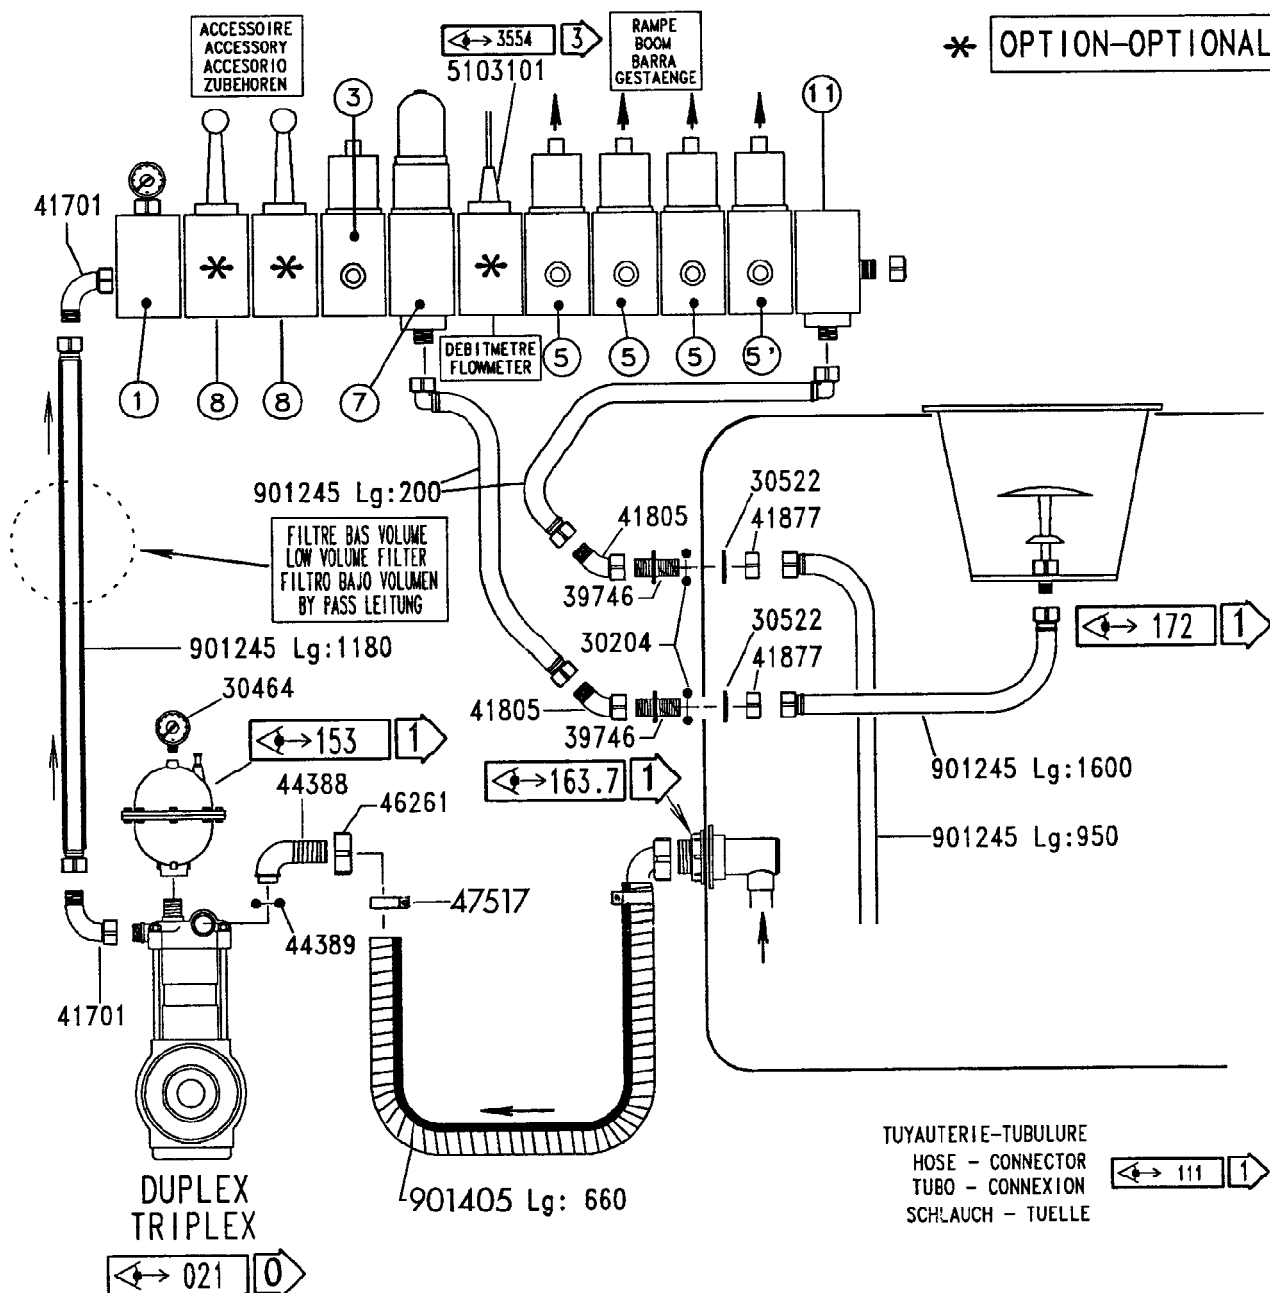 ACCESSOIRE
ACCESSORY
ACCESORIO
ZUBEHOREN
3554
3
5103101
RAMPE
BOOM
BARRA
GESTAENGE
* OPTION-OPTIONAL
3
11
41701
*
*
*
1
8
8
7
DEBITMETRE
FLOWMETER
5
5
5
5'
901245 Lg:200
FILTRE BAS VOLUME
LOW VOLUME FILTER
FILTRO BAJO VOLUMEN
BY PASS LEITUNG
41805
30522
41877
39746
30204
30522
41877
172
1
901245 Lg:1180
30464
153
1
41805
39746
163.7
1
901245 Lg:1600
901245 Lg:950
44388
46261
47517
44389
41701
901405 Lg: 660
DUPLEX
TRIPLEX
021
0
TUYAUTERIE-TUBULURE
HOSE - CONNECTOR
TUBO - CONNEXION
SCHLAUCH - TUELLE
111
1